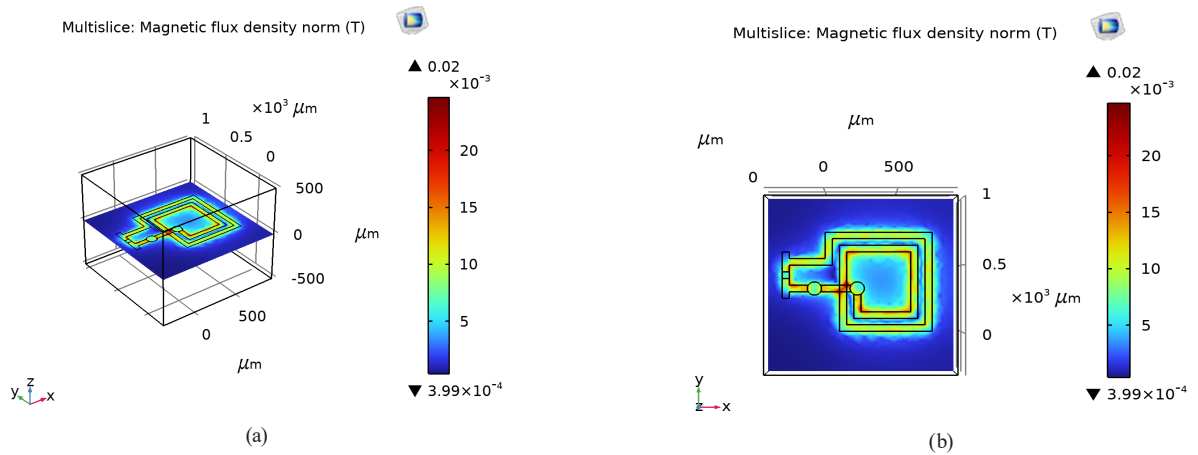 Multislice: Magnetic flux density norm (T)
▲ 0.02
×10⁻³
20
15
10
5
▼ 3.99×10⁻⁴
×10³ μm
1
0.5
0
500
0
-500
μm
500
0
μm
z
y
x
(a)
Multislice: Magnetic flux density norm (T)
▲ 0.02
×10⁻³
20
15
10
5
▼ 3.99×10⁻⁴
μm
μm
0
0
500
1
0.5
×10³ μm
0
y
z
x
(b)